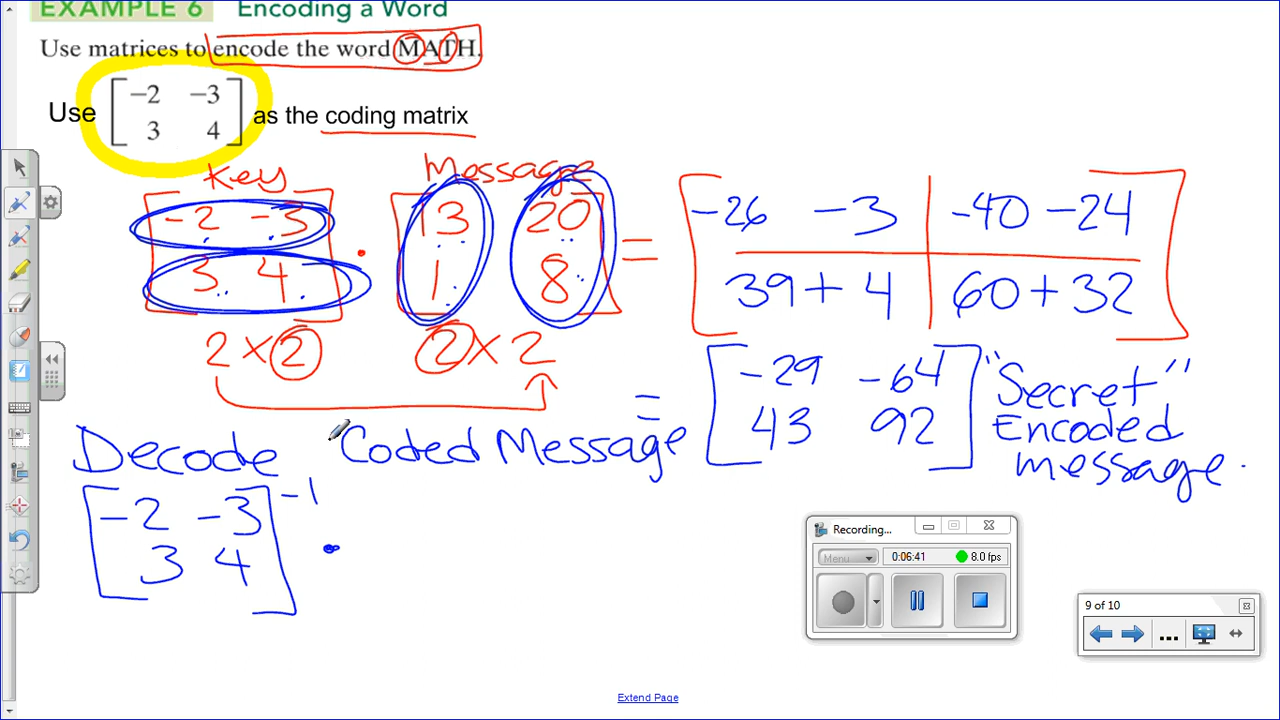 EXAMPLE 6 Encoding a Word
Use matrices to encode the word MATH.
−2 −3
Use as the coding matrix
3 4
Key Message
-2 -3 · 13 20 = -26 -3 -40 -24
3 4 1 8 39 + 4 60 + 32
2 × 2 2 × 2
= -29 -64 "Secret"
43 92 Encoded
message.
Decode Coded Message
-2 -3 -1
3 4 ·
Recording...
Menu 0:06:41 8.0 fps
9 of 10
...
Extend Page